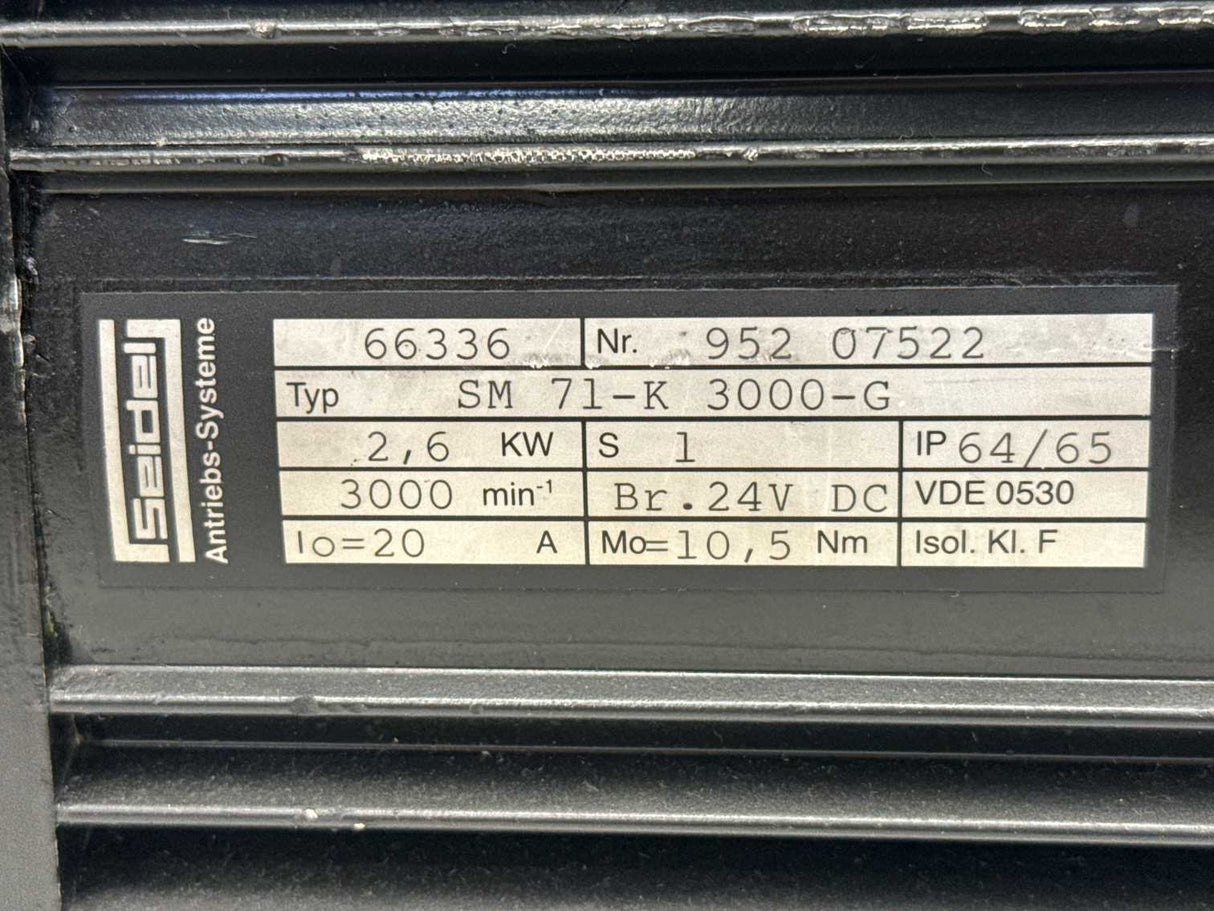 Seidel
Antriebs-Systeme
66336 Nr. 952 07522
Typ SM 71-K 3000-G
2,6 KW S 1 IP 64/65
3000 min⁻¹ Br.24V DC VDE 0530
Io=20 A Mo=10,5 Nm Isol. Kl. F